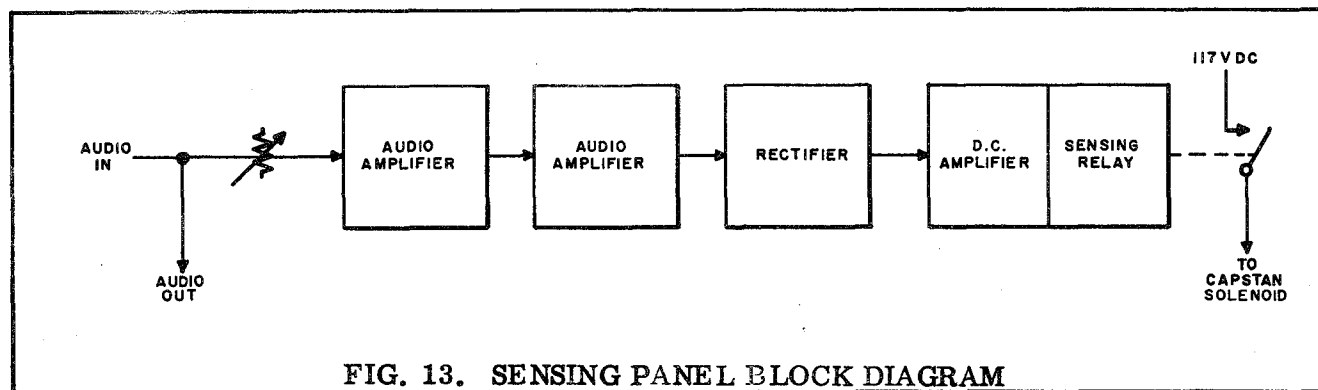 117V DC
AUDIO
IN
AUDIO
AMPLIFIER
AUDIO
AMPLIFIER
RECTIFIER
D.C.
AMPLIFIER
SENSING
RELAY
AUDIO
OUT
TO
CAPSTAN
SOLENOID
FIG. 13. SENSING PANEL BLOCK DIAGRAM